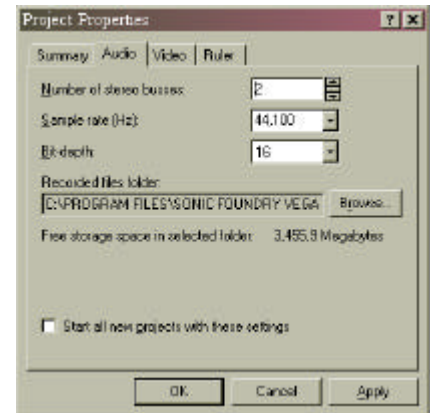 Project Properties
Summary Audio Video Ruler
Number of stereo busses: 2
Sample rate (Hz): 44,100
Bit-depth: 16
Recorded files folder:
C:\PROGRAM FILES\SONIC FOUNDRY VEGA Browse...
Free storage space in selected folder: 3,455.9 Megabytes
Start all new projects with these settings
OK Cancel Apply